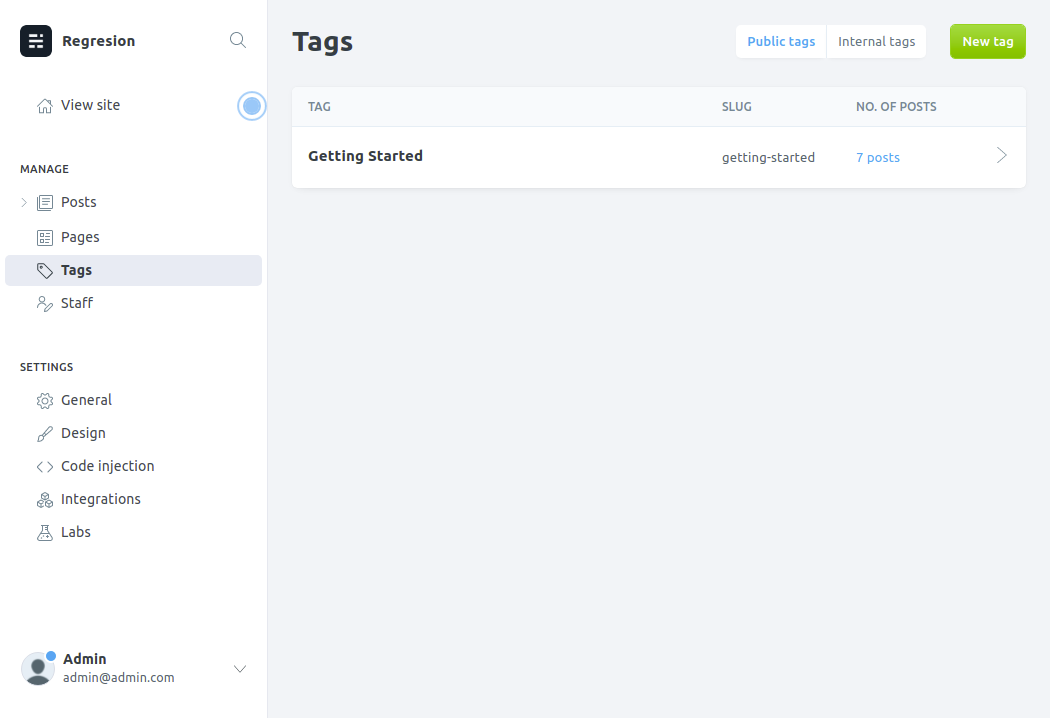 Regresion
View site
MANAGE
Posts
Pages
Tags
Staff
SETTINGS
General
Design
Code injection
Integrations
Labs
Admin
admin@admin.com
Tags
Public tags Internal tags New tag
TAG SLUG NO. OF POSTS
Getting Started getting-started 7 posts